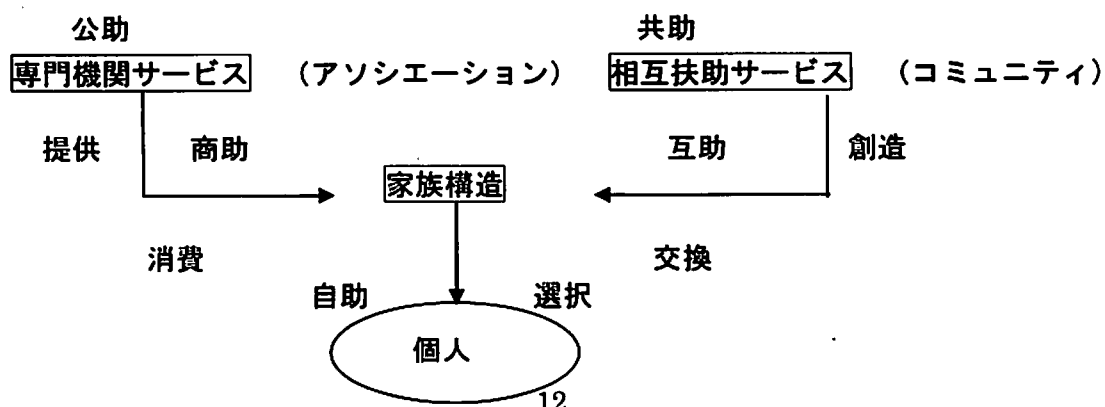 公助 共助
専門機関サービス (アソシエーション) 相互扶助サービス (コミュニティ)
提供 商助 互助 創造
家族構造
消費 交換
自助 選択
個人
12